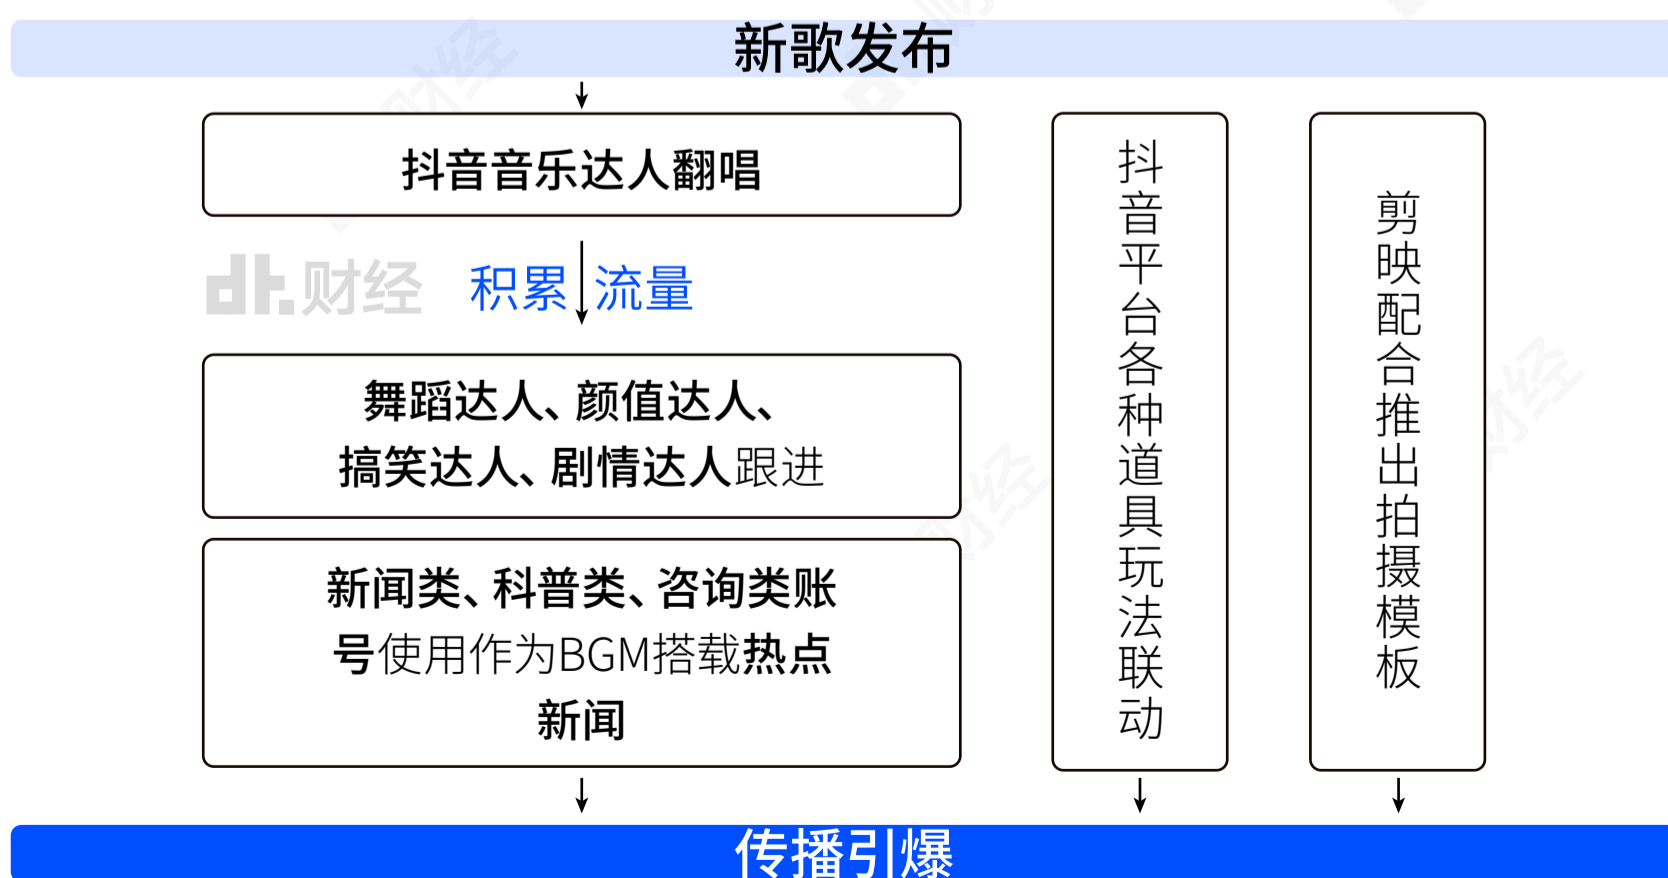 新歌发布
抖音音乐达人翻唱
dt.财经
积累 流量
舞蹈达人、颜值达人、
搞笑达人、剧情达人跟进
新闻类、科普类、咨询类账
号使用作为BGM搭载热点
新闻
抖音平台各种道具玩法联动
剪映配合推出拍摄模板
传播引爆